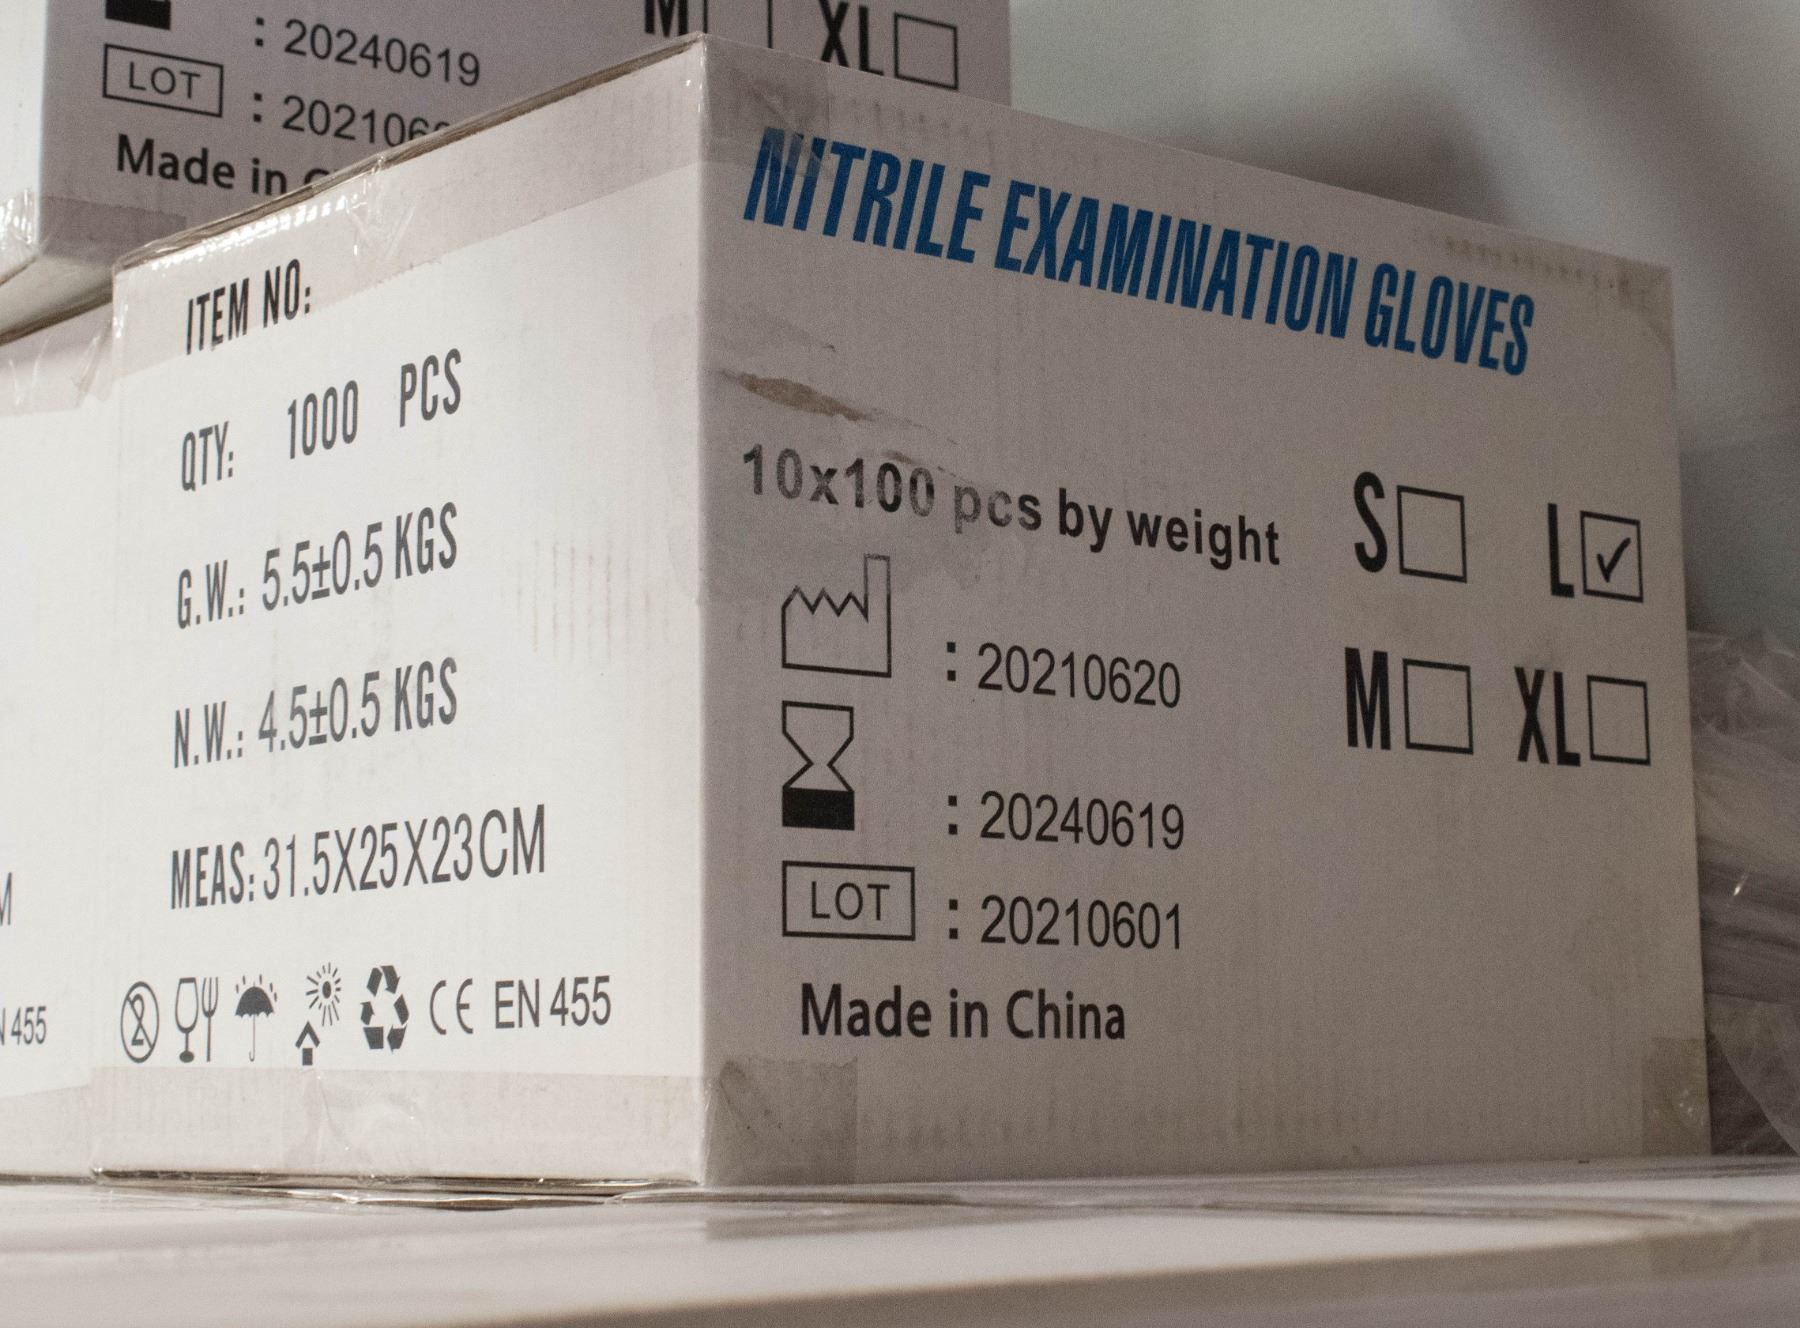 : 20240619
LOT
: 202106
Made in
M
XL
ITEM NO:
QTY: 1000 PCS
G.W.: 5.5±0.5 KGS
N.W.: 4.5±0.5 KGS
MEAS: 31.5X25X23CM
2
CE EN 455
NITRILE EXAMINATION GLOVES
10x100 pcs by weight
S L
: 20210620
M XL
: 20240619
LOT : 20210601
Made in China
M
455